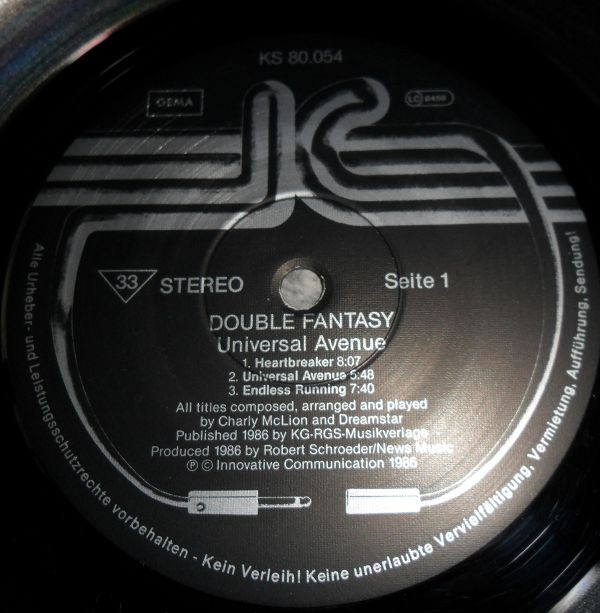 KS 80.054
GEMA
LC 8459
33
STEREO
Seite 1
DOUBLE FANTASY
Universal Avenue
1. Heartbreaker 8:07
2. Universal Avenue 5:48
3. Endless Running 7:40
All titles composed, arranged and played
by Charly McLion and Dreamstar
Published 1986 by KG-RGS-Musikverlage
Produced 1986 by Robert Schroeder/News Music
Ⓟ © Innovative Communication 1986
Alle Urheber- und Leistungsschutzrechte vorbehalten - Kein Verleih! Keine unerlaubte Vervielfältigung, Vermietung, Aufführung, Sendung!